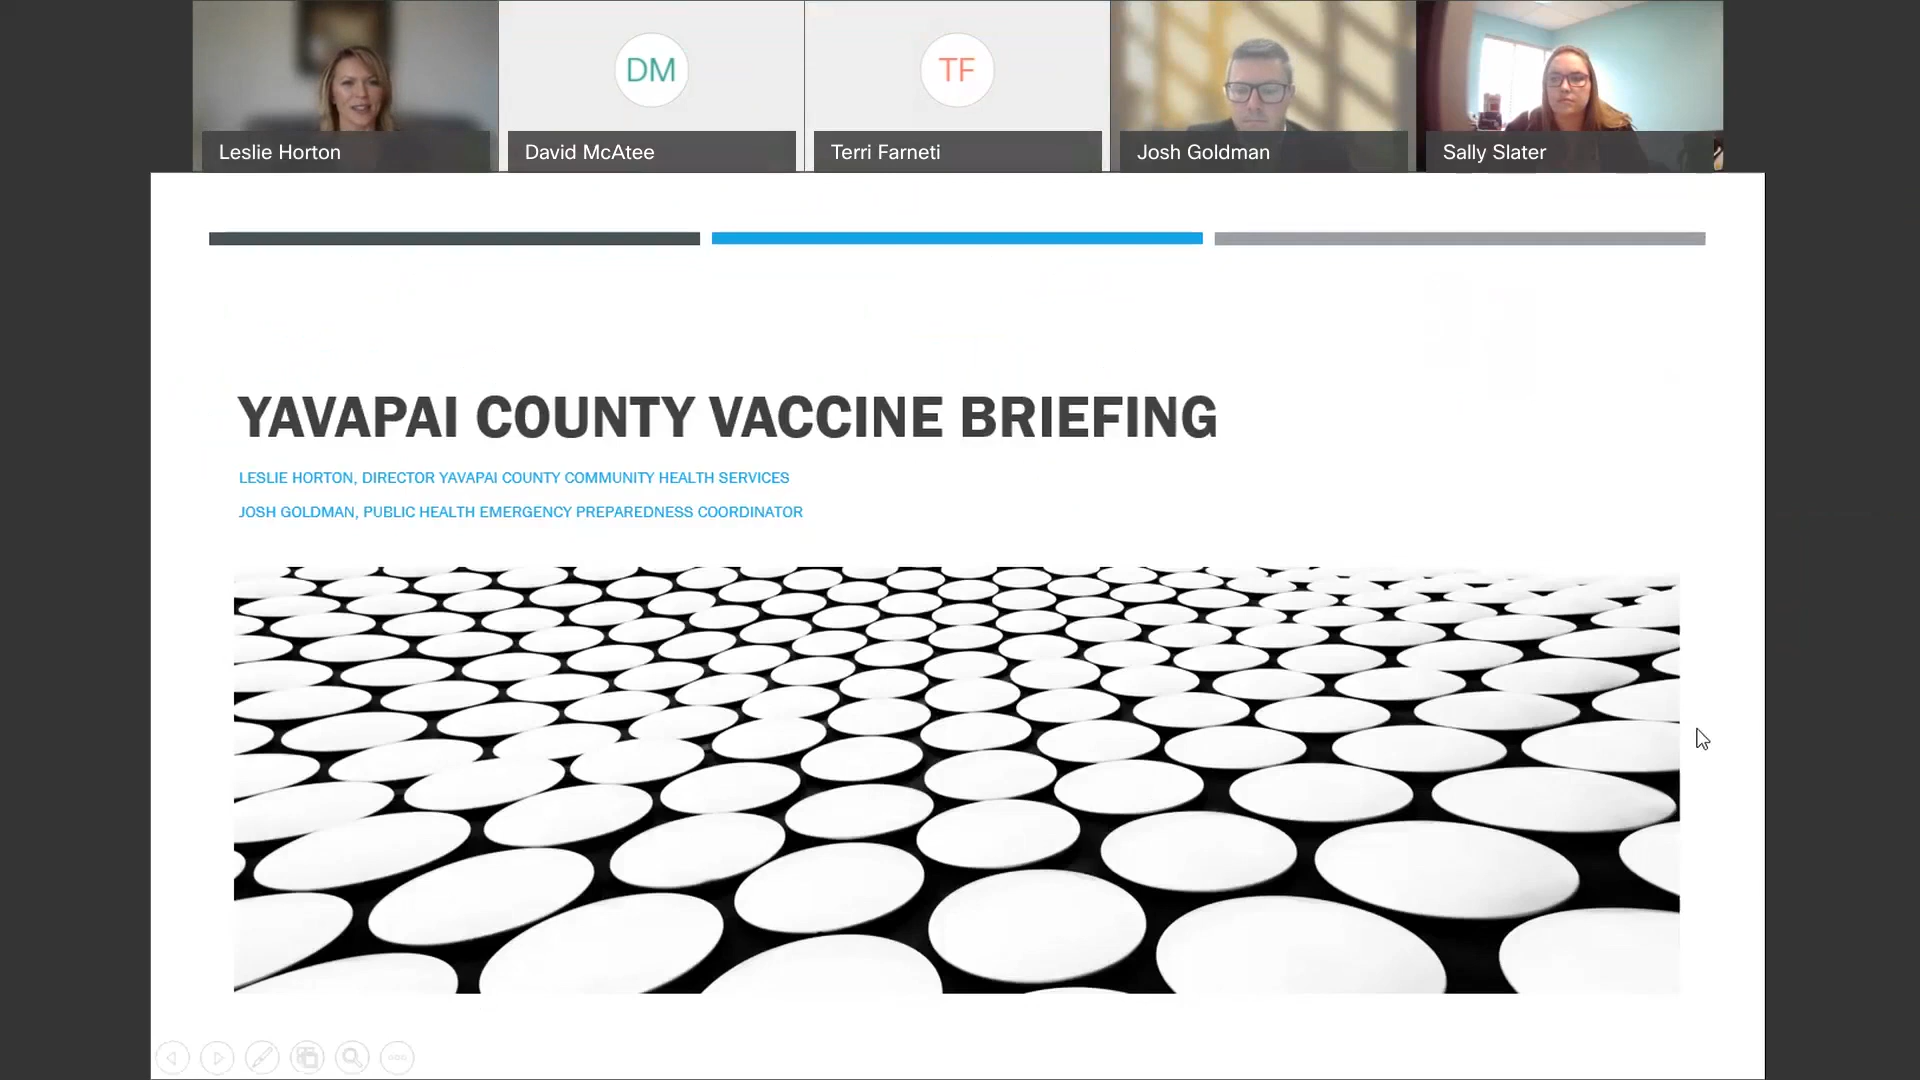 DM
TF
Leslie Horton
David McAtee
Terri Farneti
Josh Goldman
Sally Slater
YAVAPAI COUNTY VACCINE BRIEFING
LESLIE HORTON, DIRECTOR YAVAPAI COUNTY COMMUNITY HEALTH SERVICES
JOSH GOLDMAN, PUBLIC HEALTH EMERGENCY PREPAREDNESS COORDINATOR